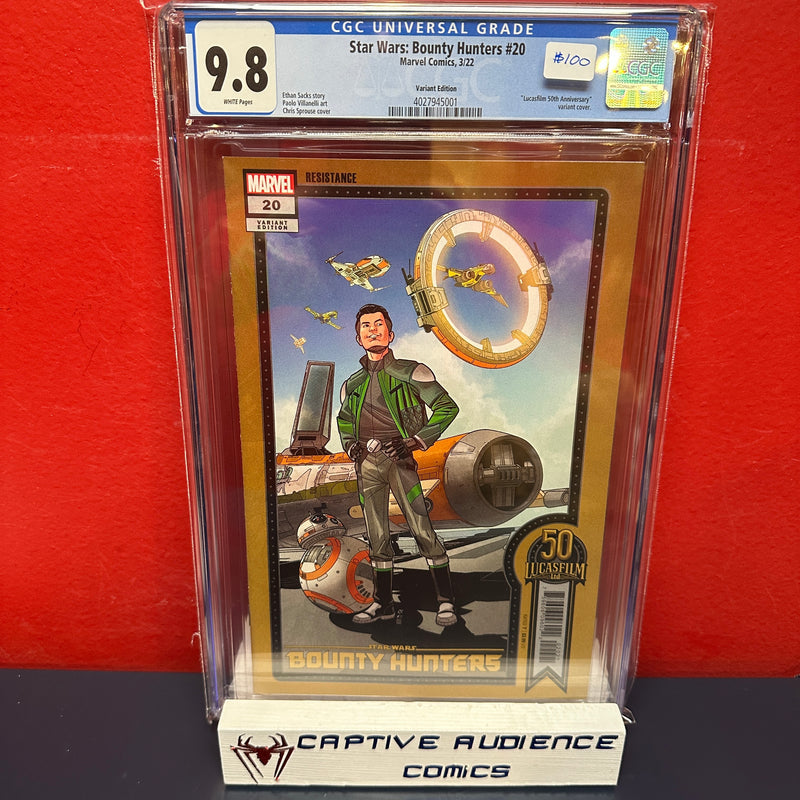 CGC UNIVERSAL GRADE
9.8
WHITE Pages
Star Wars: Bounty Hunters #20
Marvel Comics, 3/22
Variant Edition
4027945001
Ethan Sacks story
Paolo Villanelli art
Chris Sprouse cover
"Lucasfilm 50th Anniversary"
variant cover.
$100
CGC
MARVEL
20
VARIANT
EDITION
RESISTANCE
50
LUCASFILM
Ltd
STAR WARS
BOUNTY HUNTERS
CAPTIVE AUDIENCE
COMICS